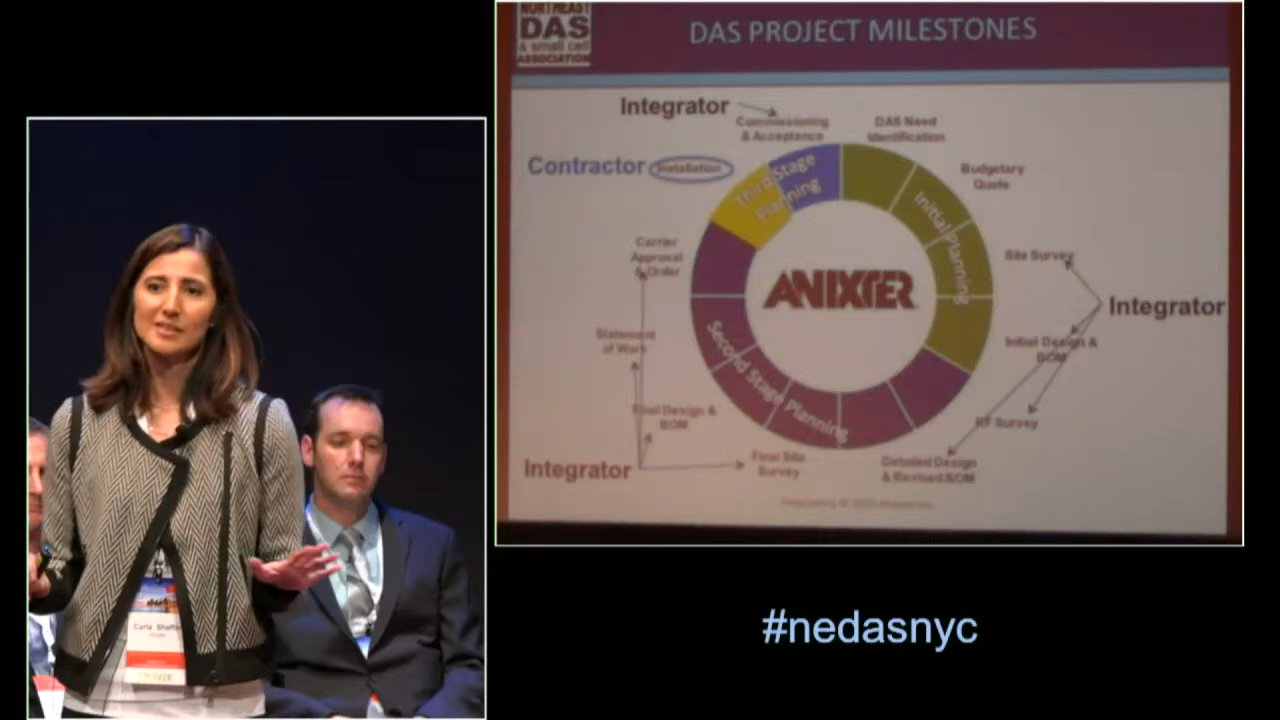 NORTHEAST
DAS
& small cell
ASSOCIATION
DAS PROJECT MILESTONES
Integrator
Commissioning
& Acceptance
DAS Need
Identification
Contractor
Installation
Budgetary
Quote
Third Stage
Planning
Initial Planning
Carrier
Approval
& Order
Site Survey
ANIXTER
Integrator
Statement
of Work
Initial Design &
BOM
Second Stage Planning
Final Design &
BOM
RF Survey
Integrator
Final Site
Survey
Detailed Design
& Revised BOM
#nedasnyc
Carla